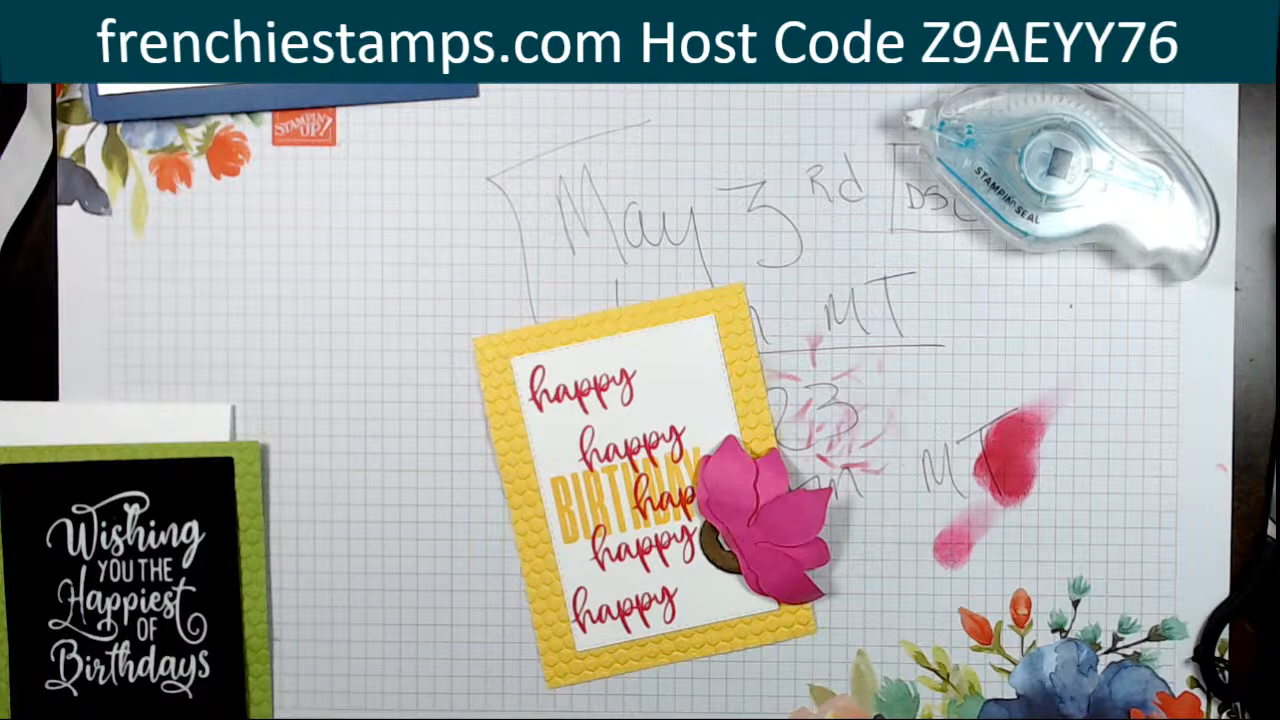 frenchiestamps.com Host Code Z9AEYY76
STAMPIN' UP!
May 3rd
STAMPIN' SEAL
MT
happy
happy
BIRTHDAY
hap
happy
happy
23
MT
Wishing
YOU THE
Happiest
OF
Birthdays